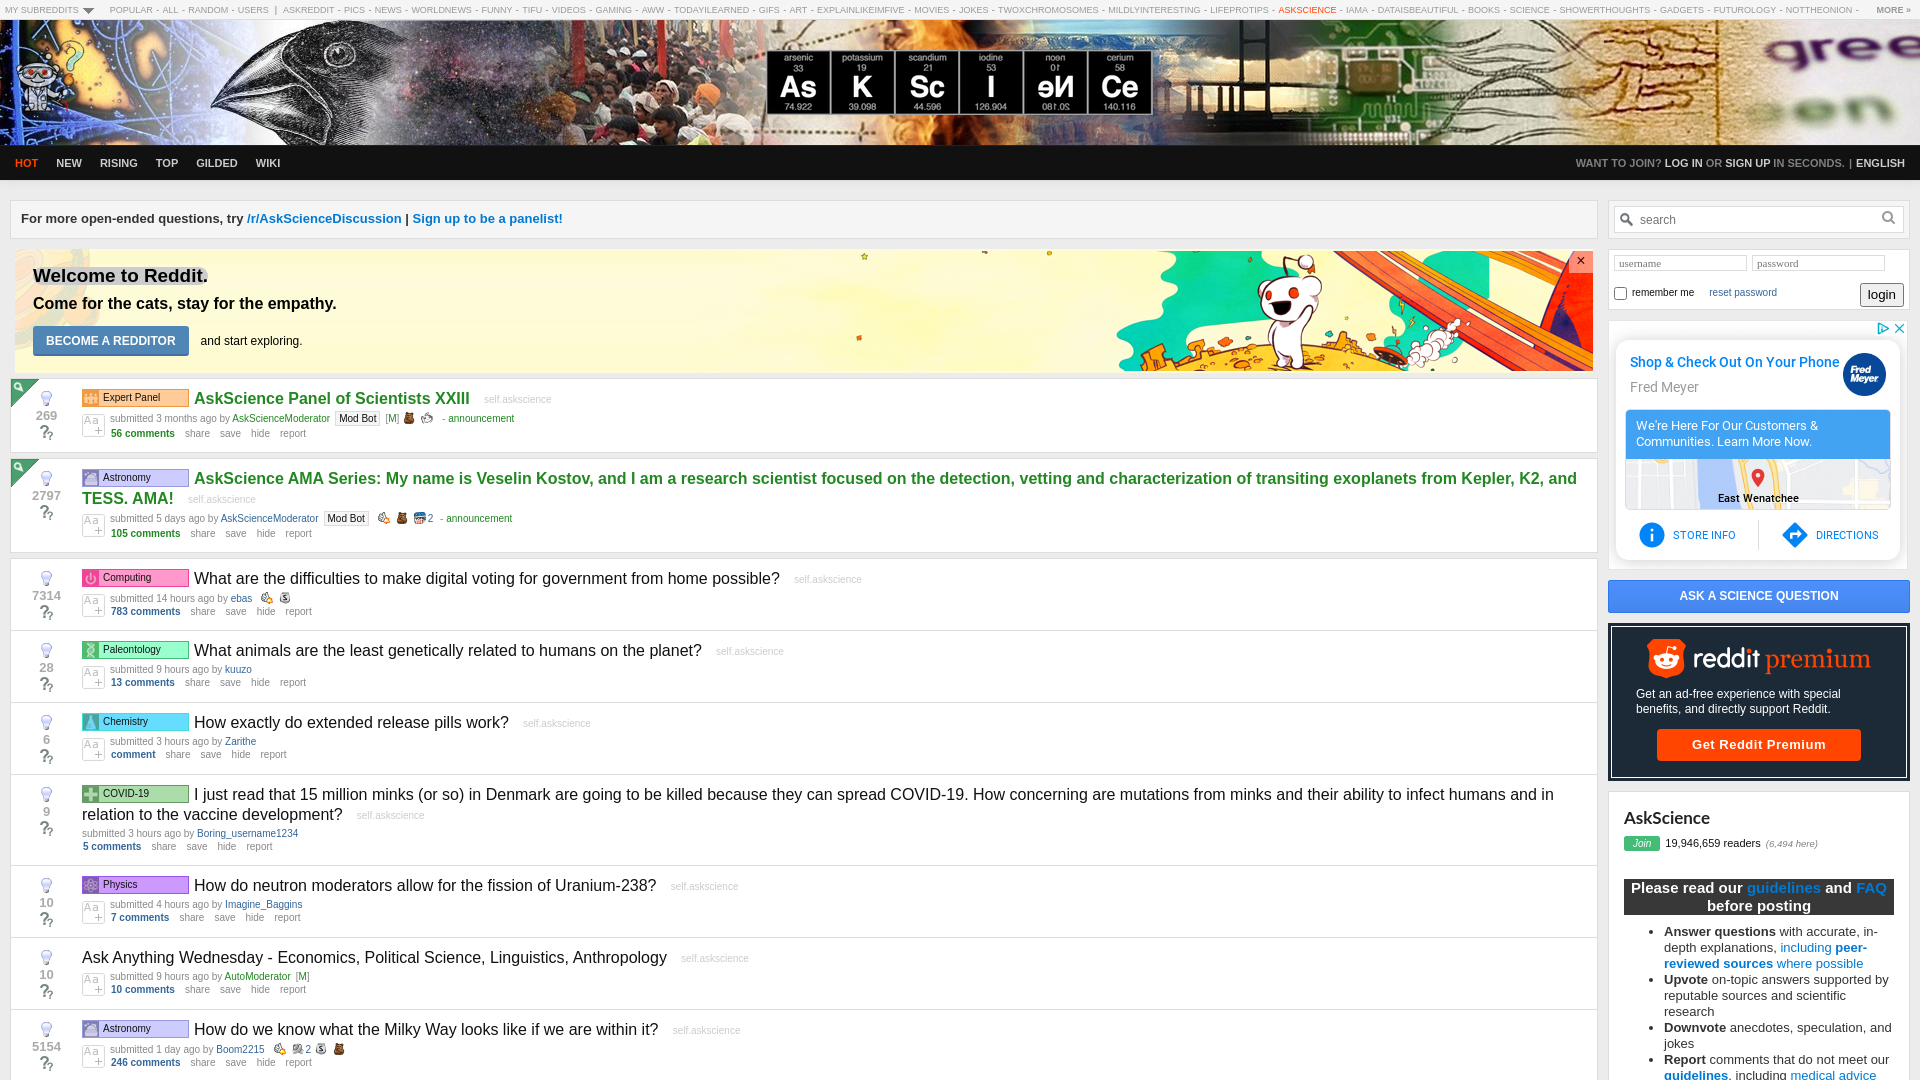 MY SUBREDDITS POPULAR - ALL - RANDOM - USERS | ASKREDDIT - PICS - NEWS - WORLDNEWS - FUNNY - TIFU - VIDEOS - GAMING - AWW - TODAYILEARNED - GIFS - ART - EXPLAINLIKEIMFIVE - MOVIES - JOKES - TWOXCHROMOSOMES - MILDLYINTERESTING - LIFEPROTIPS - ASKSCIENCE - IAMA - DATAISBEAUTIFUL - BOOKS - SCIENCE - SHOWERTHOUGHTS - GADGETS - FUTUROLOGY - NOTTHEONION - MORE »
arsenic potassium scandium iodine neon cerium
33 19 21 53 10 58
As K Sc I Ne Ce
74.922 39.098 44.596 126.904 20.180 140.116
gree
en
HOT NEW RISING TOP GILDED WIKI
WANT TO JOIN? LOG IN OR SIGN UP IN SECONDS. | ENGLISH
For more open-ended questions, try /r/AskScienceDiscussion | Sign up to be a panelist!
Welcome to Reddit.
Come for the cats, stay for the empathy.
BECOME A REDDITOR and start exploring.
×
269
Expert Panel AskScience Panel of Scientists XXIII self.askscience
Aa+ submitted 3 months ago by AskScienceModerator Mod Bot [M] - announcement
56 comments share save hide report
2797
Astronomy AskScience AMA Series: My name is Veselin Kostov, and I am a research scientist focused on the detection, vetting and characterization of transiting exoplanets from Kepler, K2, and
TESS. AMA! self.askscience
Aa+ submitted 5 days ago by AskScienceModerator Mod Bot 2 - announcement
105 comments share save hide report
7314
Computing What are the difficulties to make digital voting for government from home possible? self.askscience
Aa+ submitted 14 hours ago by ebas
783 comments share save hide report
28
Paleontology What animals are the least genetically related to humans on the planet? self.askscience
Aa+ submitted 9 hours ago by kuuzo
13 comments share save hide report
6
Chemistry How exactly do extended release pills work? self.askscience
Aa+ submitted 3 hours ago by Zarithe
comment share save hide report
9
COVID-19 I just read that 15 million minks (or so) in Denmark are going to be killed because they can spread COVID-19. How concerning are mutations from minks and their ability to infect humans and in
relation to the vaccine development? self.askscience
submitted 3 hours ago by Boring_username1234
5 comments share save hide report
10
Physics How do neutron moderators allow for the fission of Uranium-238? self.askscience
Aa+ submitted 4 hours ago by Imagine_Baggins
7 comments share save hide report
10
Ask Anything Wednesday - Economics, Political Science, Linguistics, Anthropology self.askscience
Aa+ submitted 9 hours ago by AutoModerator [M]
10 comments share save hide report
5154
Astronomy How do we know what the Milky Way looks like if we are within it? self.askscience
Aa+ submitted 1 day ago by Boom2215 2
246 comments share save hide report
search
username password
remember me reset password login
Shop & Check Out On Your Phone
Fred Meyer
Fred
Meyer
We're Here For Our Customers &
Communities. Learn More Now.
East Wenatchee
STORE INFO DIRECTIONS
ASK A SCIENCE QUESTION
reddit premium
Get an ad-free experience with special
benefits, and directly support Reddit.
Get Reddit Premium
AskScience
Join 19,946,659 readers (6,494 here)
Please read our guidelines and FAQ
before posting
• Answer questions with accurate, in-
depth explanations, including peer-
reviewed sources where possible
• Upvote on-topic answers supported by
reputable sources and scientific
research
• Downvote anecdotes, speculation, and
jokes
• Report comments that do not meet our
guidelines, including medical advice